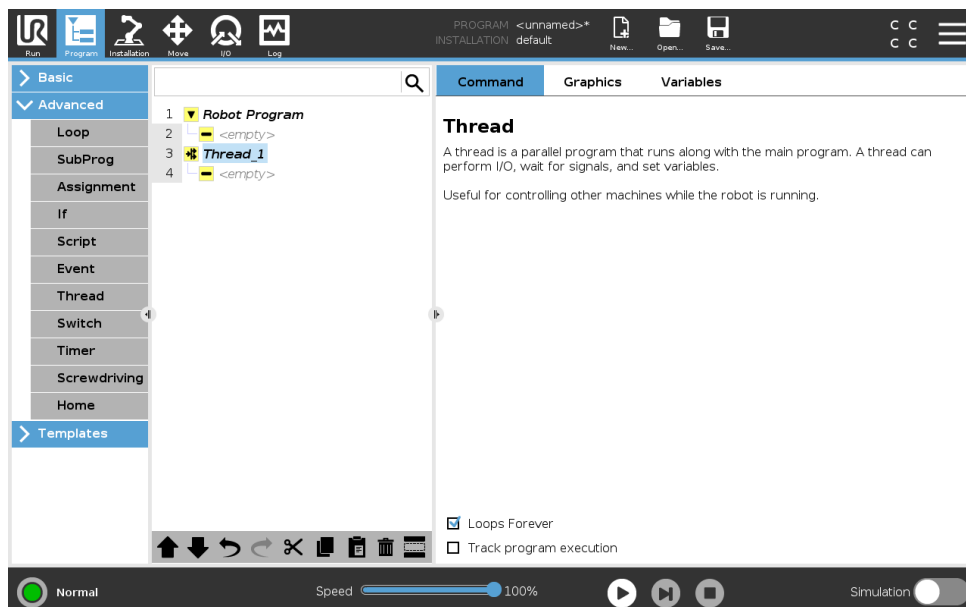 PROGRAM <unnamed>*
INSTALLATION default
UR
Run
Program
Installation
Move
I/O
Log
New...
Open...
Save...
C C
C C
Basic
Advanced
Loop
SubProg
Assignment
If
Script
Event
Thread
Switch
Timer
Screwdriving
Home
Templates
1 Robot Program
2 <empty>
3 Thread_1
4 <empty>
Command Graphics Variables
Thread
A thread is a parallel program that runs along with the main program. A thread can
perform I/O, wait for signals, and set variables.
Useful for controlling other machines while the robot is running.
Loops Forever
Track program execution
Normal
Speed 100%
Simulation